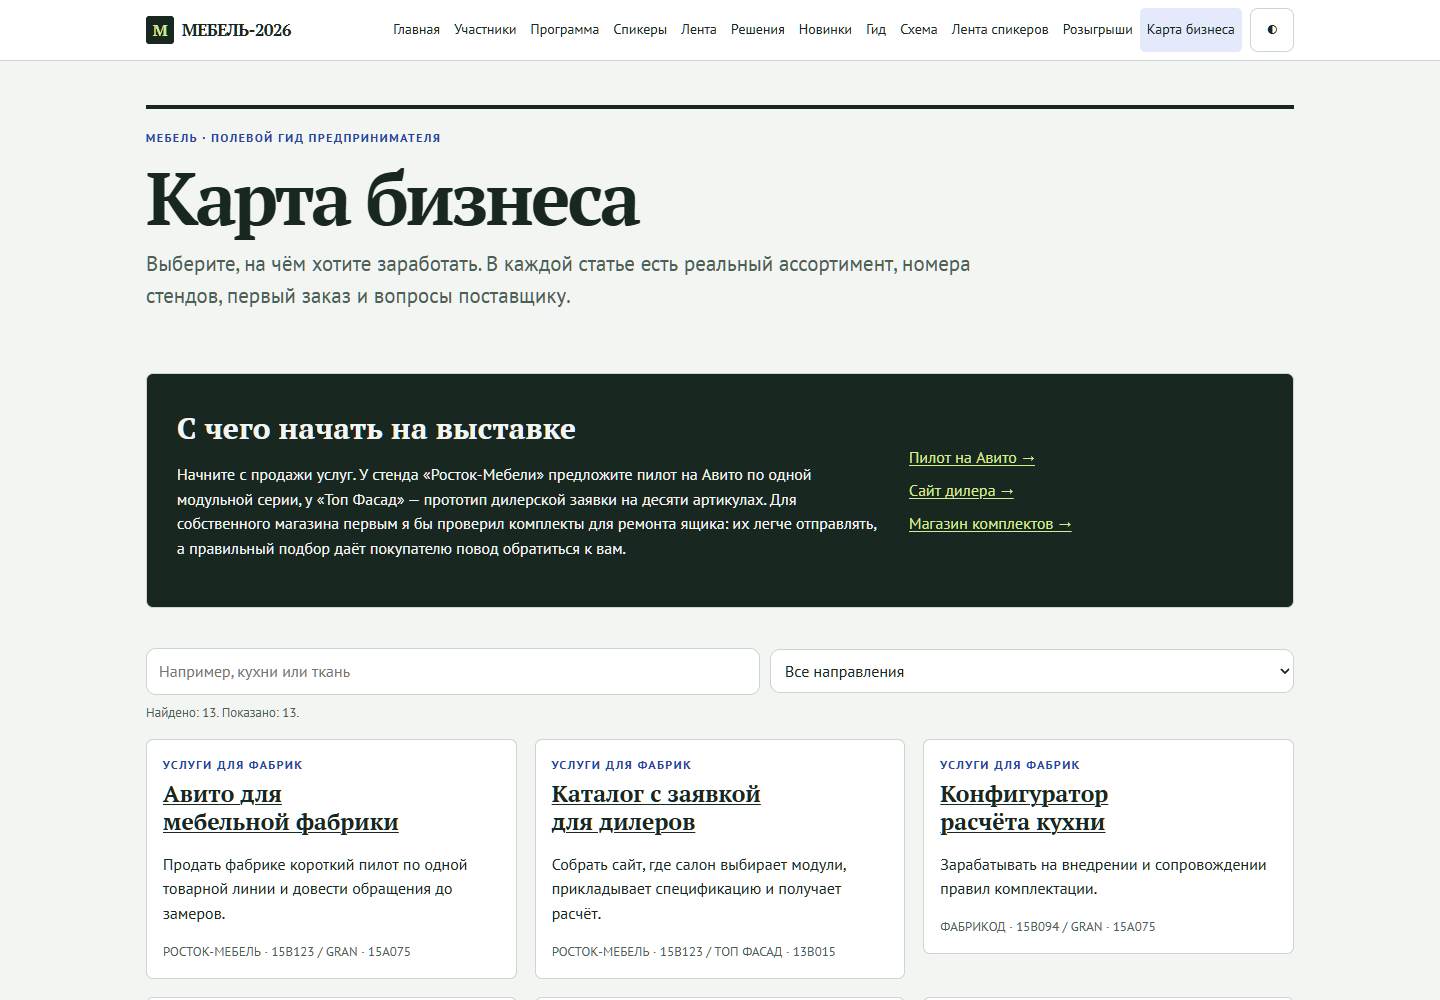 М МЕБЕЛЬ-2026
Главная Участники Программа Спикеры Лента Решения Новинки Гид Схема Лента спикеров Розыгрыши Карта бизнеса
МЕБЕЛЬ · ПОЛЕВОЙ ГИД ПРЕДПРИНИМАТЕЛЯ
Карта бизнеса
Выберите, на чём хотите заработать. В каждой статье есть реальный ассортимент, номера
стендов, первый заказ и вопросы поставщику.
С чего начать на выставке
Начните с продажи услуг. У стенда «Росток-Мебели» предложите пилот на Авито по одной
модульной серии, у «Топ Фасад» — прототип дилерской заявки на десяти артикулах. Для
собственного магазина первым я бы проверил комплекты для ремонта ящика: их легче отправлять,
а правильный подбор даёт покупателю повод обратиться к вам.
Пилот на Авито →
Сайт дилера →
Магазин комплектов →
Например, кухни или ткань
Все направления
Найдено: 13. Показано: 13.
УСЛУГИ ДЛЯ ФАБРИК
Авито для
мебельной фабрики
Продать фабрике короткий пилот по одной
товарной линии и довести обращения до
замеров.
РОСТОК-МЕБЕЛЬ · 15B123 / GRAN · 15A075
УСЛУГИ ДЛЯ ФАБРИК
Каталог с заявкой
для дилеров
Собрать сайт, где салон выбирает модули,
прикладывает спецификацию и получает
расчёт.
РОСТОК-МЕБЕЛЬ · 15B123 / ТОП ФАСАД · 13B015
УСЛУГИ ДЛЯ ФАБРИК
Конфигуратор
расчёта кухни
Зарабатывать на внедрении и сопровождении
правил комплектации.
ФАБРИКОД · 15B094 / GRAN · 15A075